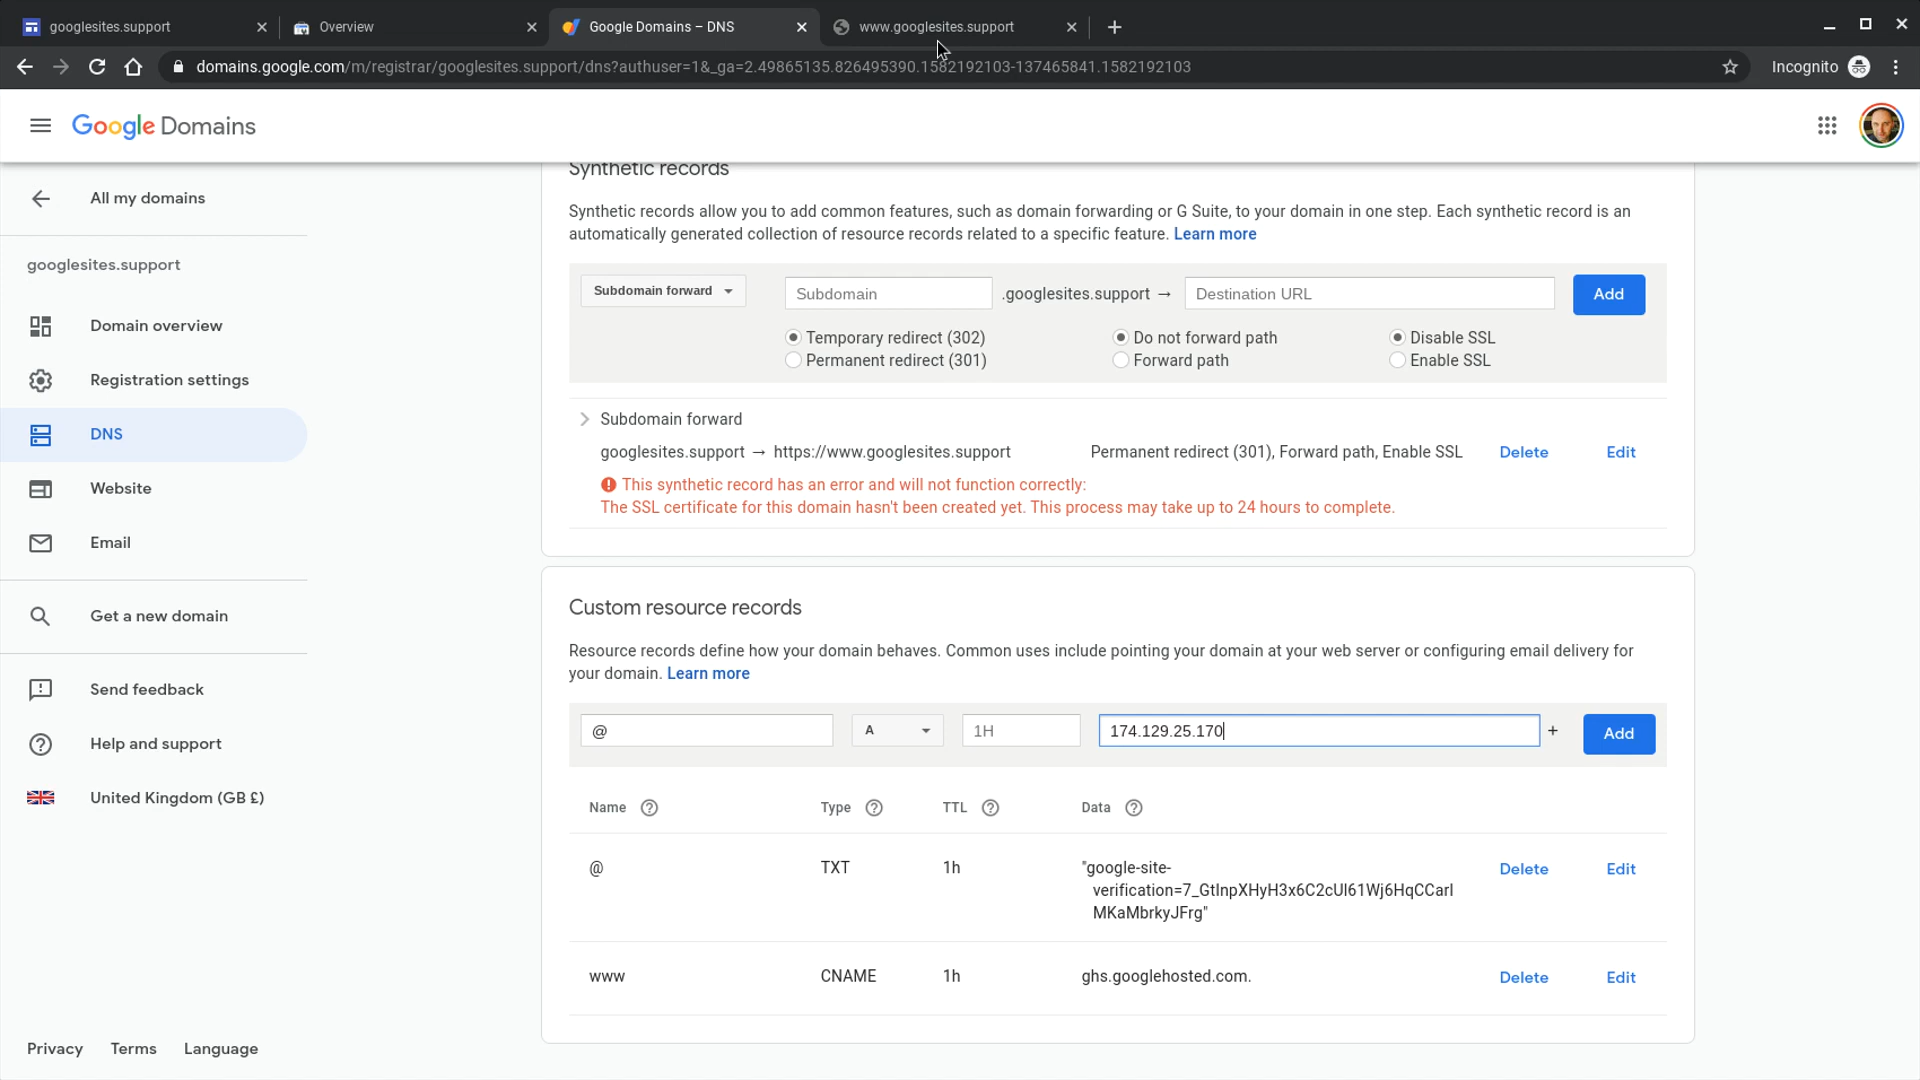 googlesites.support
Overview
Google Domains – DNS
www.googlesites.support
domains.google.com/m/registrar/googlesites.support/dns?authuser=1&_ga=2.49865135.826495390.1582192103-137465841.1582192103
Incognito
Google Domains
All my domains
googlesites.support
Domain overview
Registration settings
DNS
Website
Email
Get a new domain
Send feedback
Help and support
United Kingdom (GB £)
Privacy Terms Language
Synthetic records
Synthetic records allow you to add common features, such as domain forwarding or G Suite, to your domain in one step. Each synthetic record is an
automatically generated collection of resource records related to a specific feature. Learn more
Subdomain forward Subdomain .googlesites.support → Destination URL Add
Temporary redirect (302) Do not forward path Disable SSL
Permanent redirect (301) Forward path Enable SSL
Subdomain forward
googlesites.support → https://www.googlesites.support Permanent redirect (301), Forward path, Enable SSL Delete Edit
This synthetic record has an error and will not function correctly:
The SSL certificate for this domain hasn't been created yet. This process may take up to 24 hours to complete.
Custom resource records
Resource records define how your domain behaves. Common uses include pointing your domain at your web server or configuring email delivery for
your domain. Learn more
@ A 1H 174.129.25.170 + Add
Name ? Type ? TTL ? Data ?
@ TXT 1h "google-site- Delete Edit
verification=7_GtInpXHyH3x6C2cUl61Wj6HqCCarI
MKaMbrkyJFrg"
www CNAME 1h ghs.googlehosted.com. Delete Edit